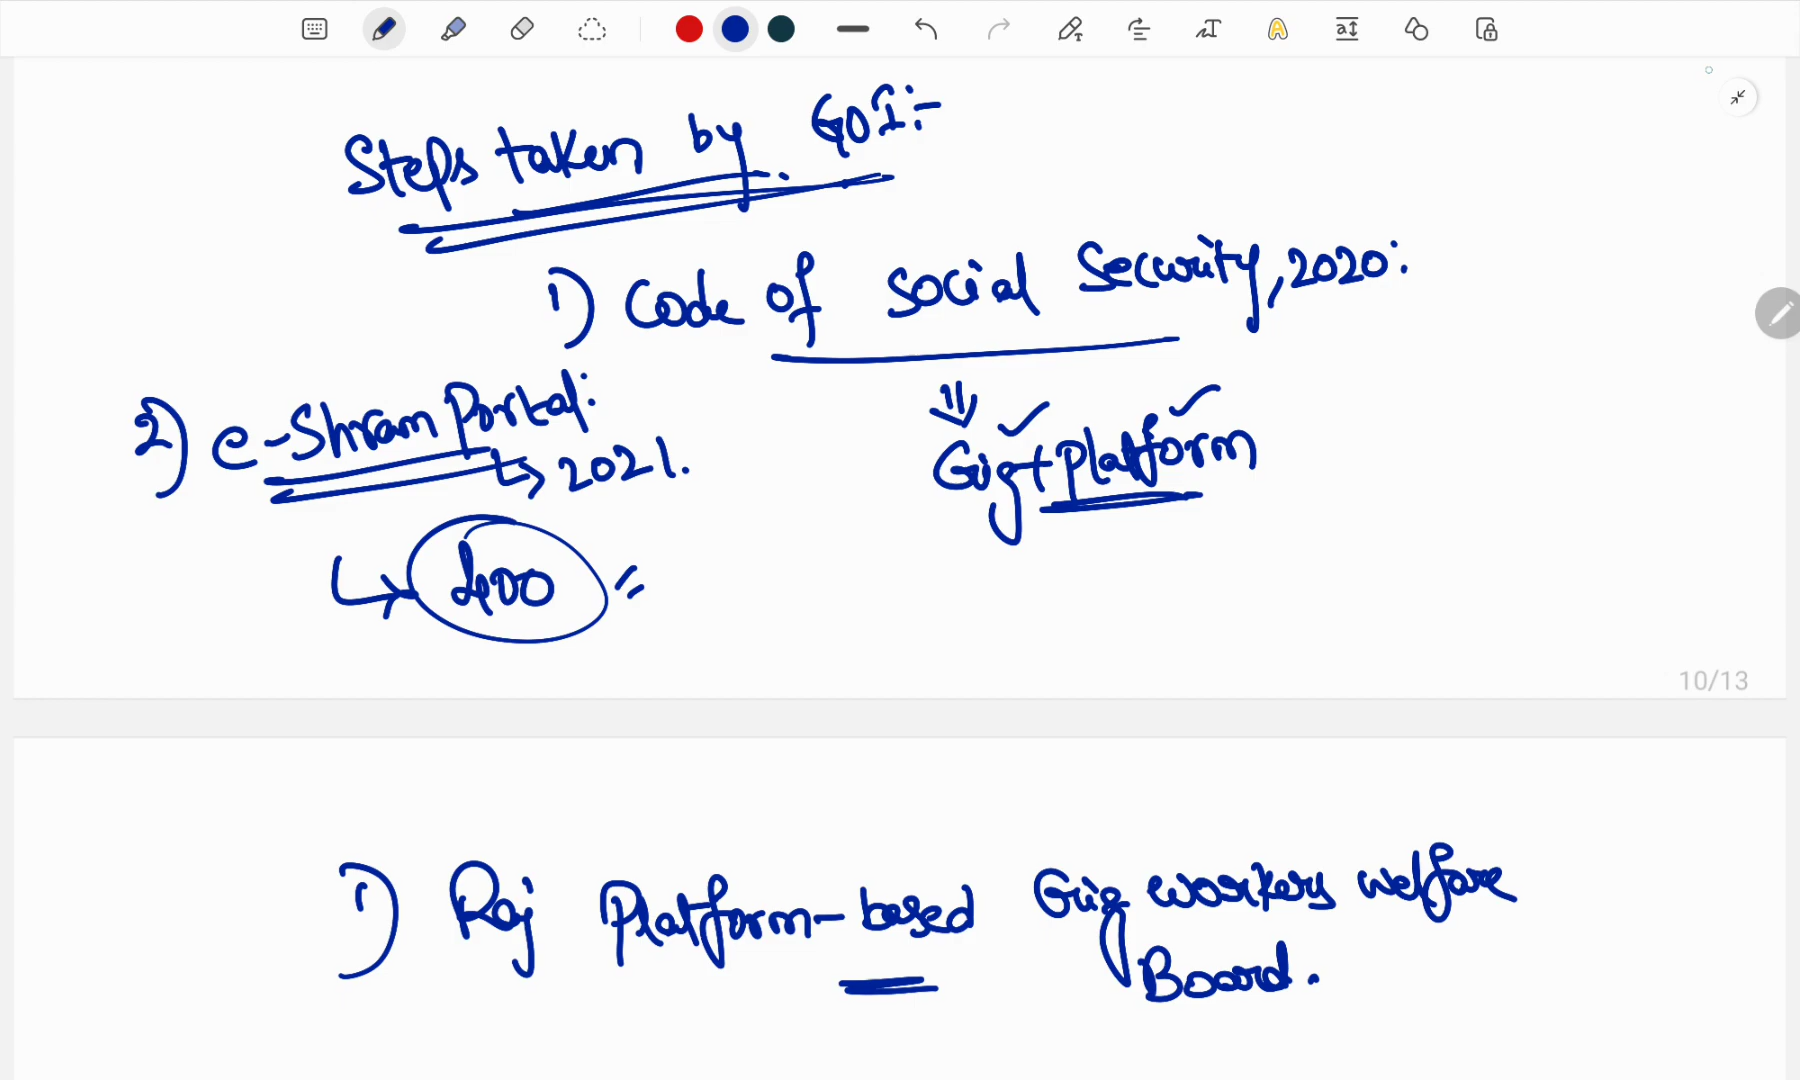 Steps taken by GOI:-
1) Code of Social Security, 2020:
2) e-Shram Portal:
↳ 2021.
Gig + Platform
↳ 400
10/13
1) Raj Platform-based Gig workers welfare
Board.